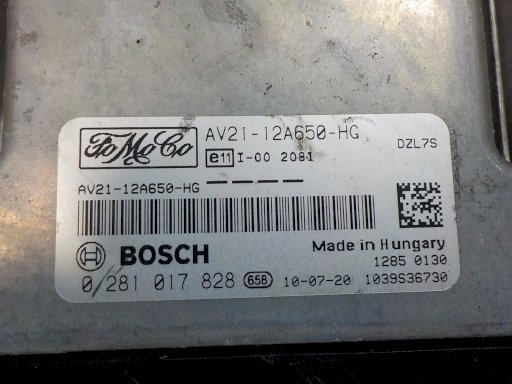 FoMoCo AV21-12A650-HG
e11 I-00 2081 DZL7S
AV21-12A650-HG ————
BOSCH Made in Hungary
1285 0130
0 281 017 828 65B 10-07-20 1039S36730